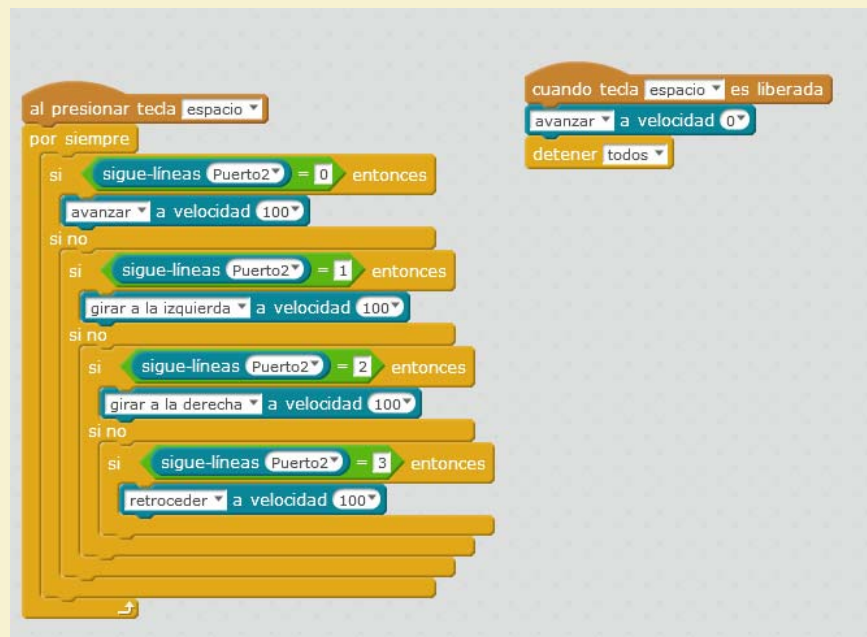 al presionar tecla espacio
por siempre
si sigue-líneas Puerto2 = 0 entonces
avanzar a velocidad 100
si no
si sigue-líneas Puerto2 = 1 entonces
girar a la izquierda a velocidad 100
si no
si sigue-líneas Puerto2 = 2 entonces
girar a la derecha a velocidad 100
si no
si sigue-líneas Puerto2 = 3 entonces
retroceder a velocidad 100
cuando tecla espacio es liberada
avanzar a velocidad 0
detener todos